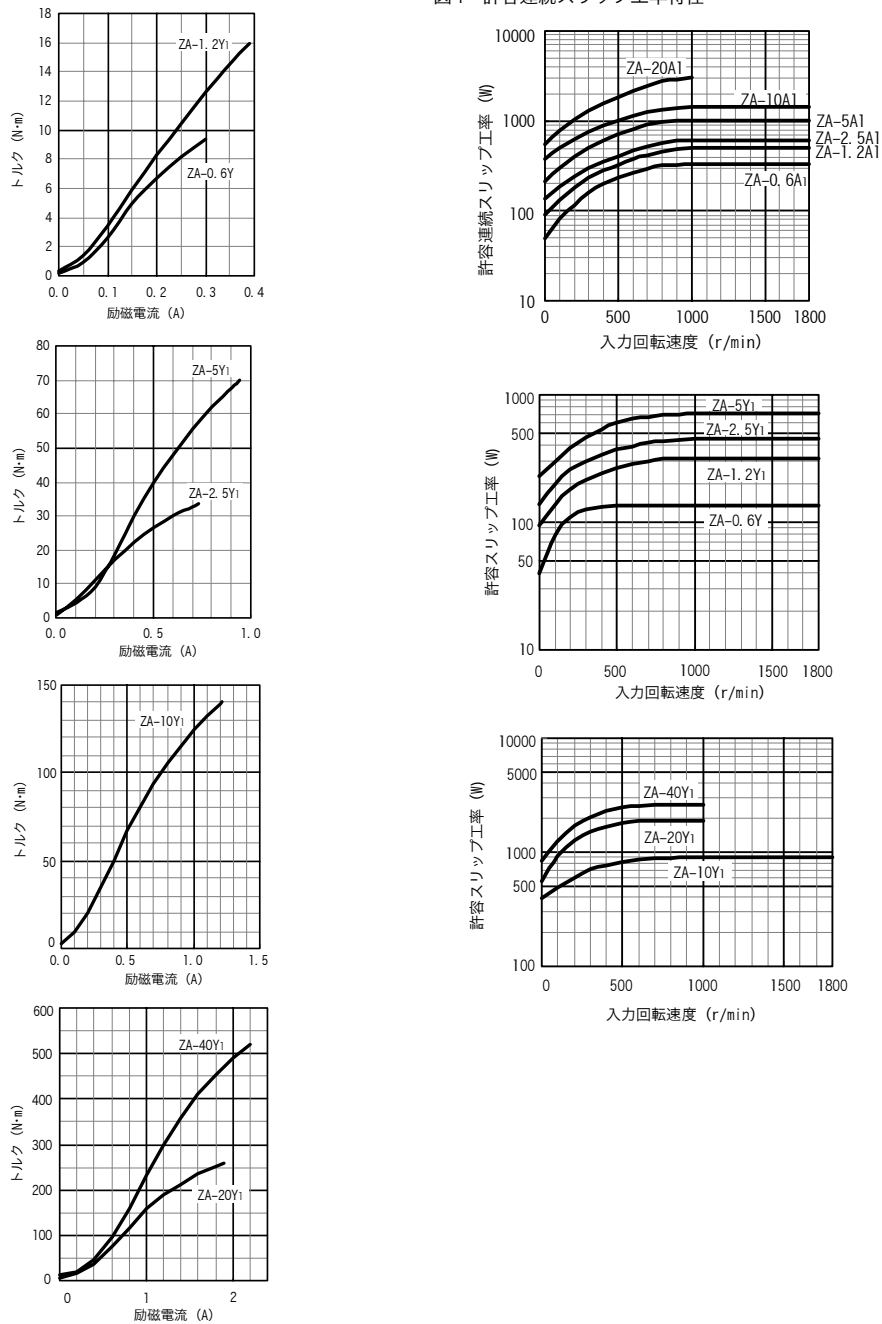 図1 許容連続スリップ工率特性
18
16
14
12
10
8
6
4
2
0
トルク (N·m)
ZA-1.2Y1
ZA-0.6Y
0.0 0.1 0.2 0.3 0.4
励磁電流 (A)
80
70
60
50
40
30
20
10
0
トルク (N·m)
ZA-5Y1
ZA-2.5Y1
0.0 0.5 1.0
励磁電流 (A)
150
100
50
0
トルク (N·m)
ZA-10Y1
0.0 0.5 1.0 1.5
励磁電流 (A)
600
500
400
300
200
100
0
トルク (N·m)
ZA-40Y1
ZA-20Y1
0 1 2
励磁電流 (A)
10000
1000
100
10
許容連続スリップ工率 (W)
ZA-20A1
ZA-10A1
ZA-5A1
ZA-2.5A1
ZA-1.2A1
ZA-0.6A1
0 500 1000 1500 1800
入力回転速度 (r/min)
1000
500
100
50
10
許容スリップ工率 (W)
ZA-5Y1
ZA-2.5Y1
ZA-1.2Y1
ZA-0.6Y
0 500 1000 1500 1800
入力回転速度 (r/min)
10000
5000
1000
500
100
許容スリップ工率 (W)
ZA-40Y1
ZA-20Y1
ZA-10Y1
0 500 1000 1500 1800
入力回転速度 (r/min)